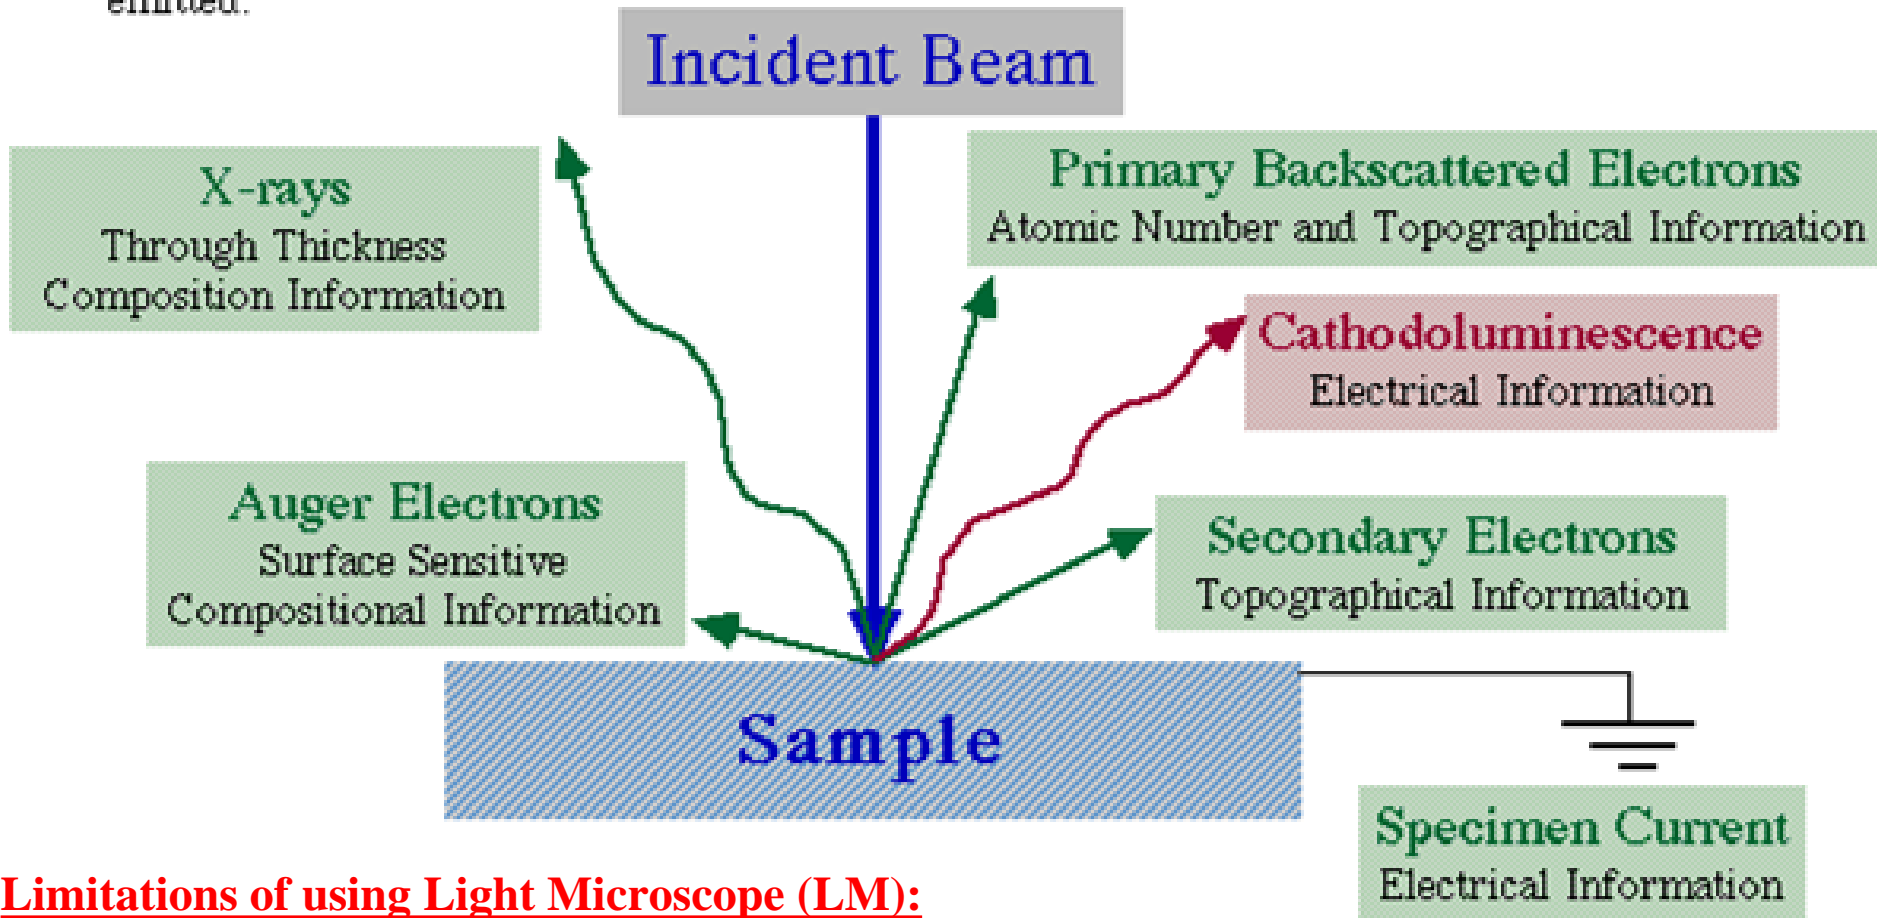 emitted.
Incident Beam
X-rays
Through Thickness
Composition Information
Primary Backscattered Electrons
Atomic Number and Topographical Information
Cathodoluminescence
Electrical Information
Auger Electrons
Surface Sensitive
Compositional Information
Secondary Electrons
Topographical Information
Sample
Specimen Current
Electrical Information
Limitations of using Light Microscope (LM):